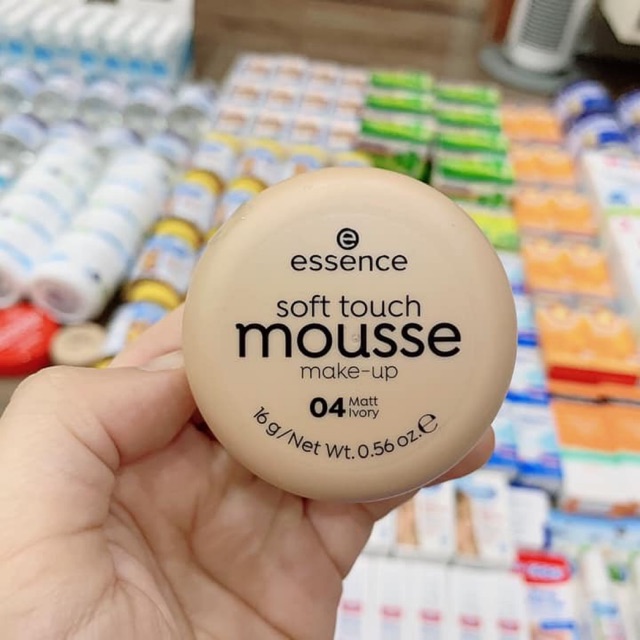 essence
soft touch
mousse
make-up
04 Matt
Ivory
16 g/Net Wt. 0.56 oz. ℮